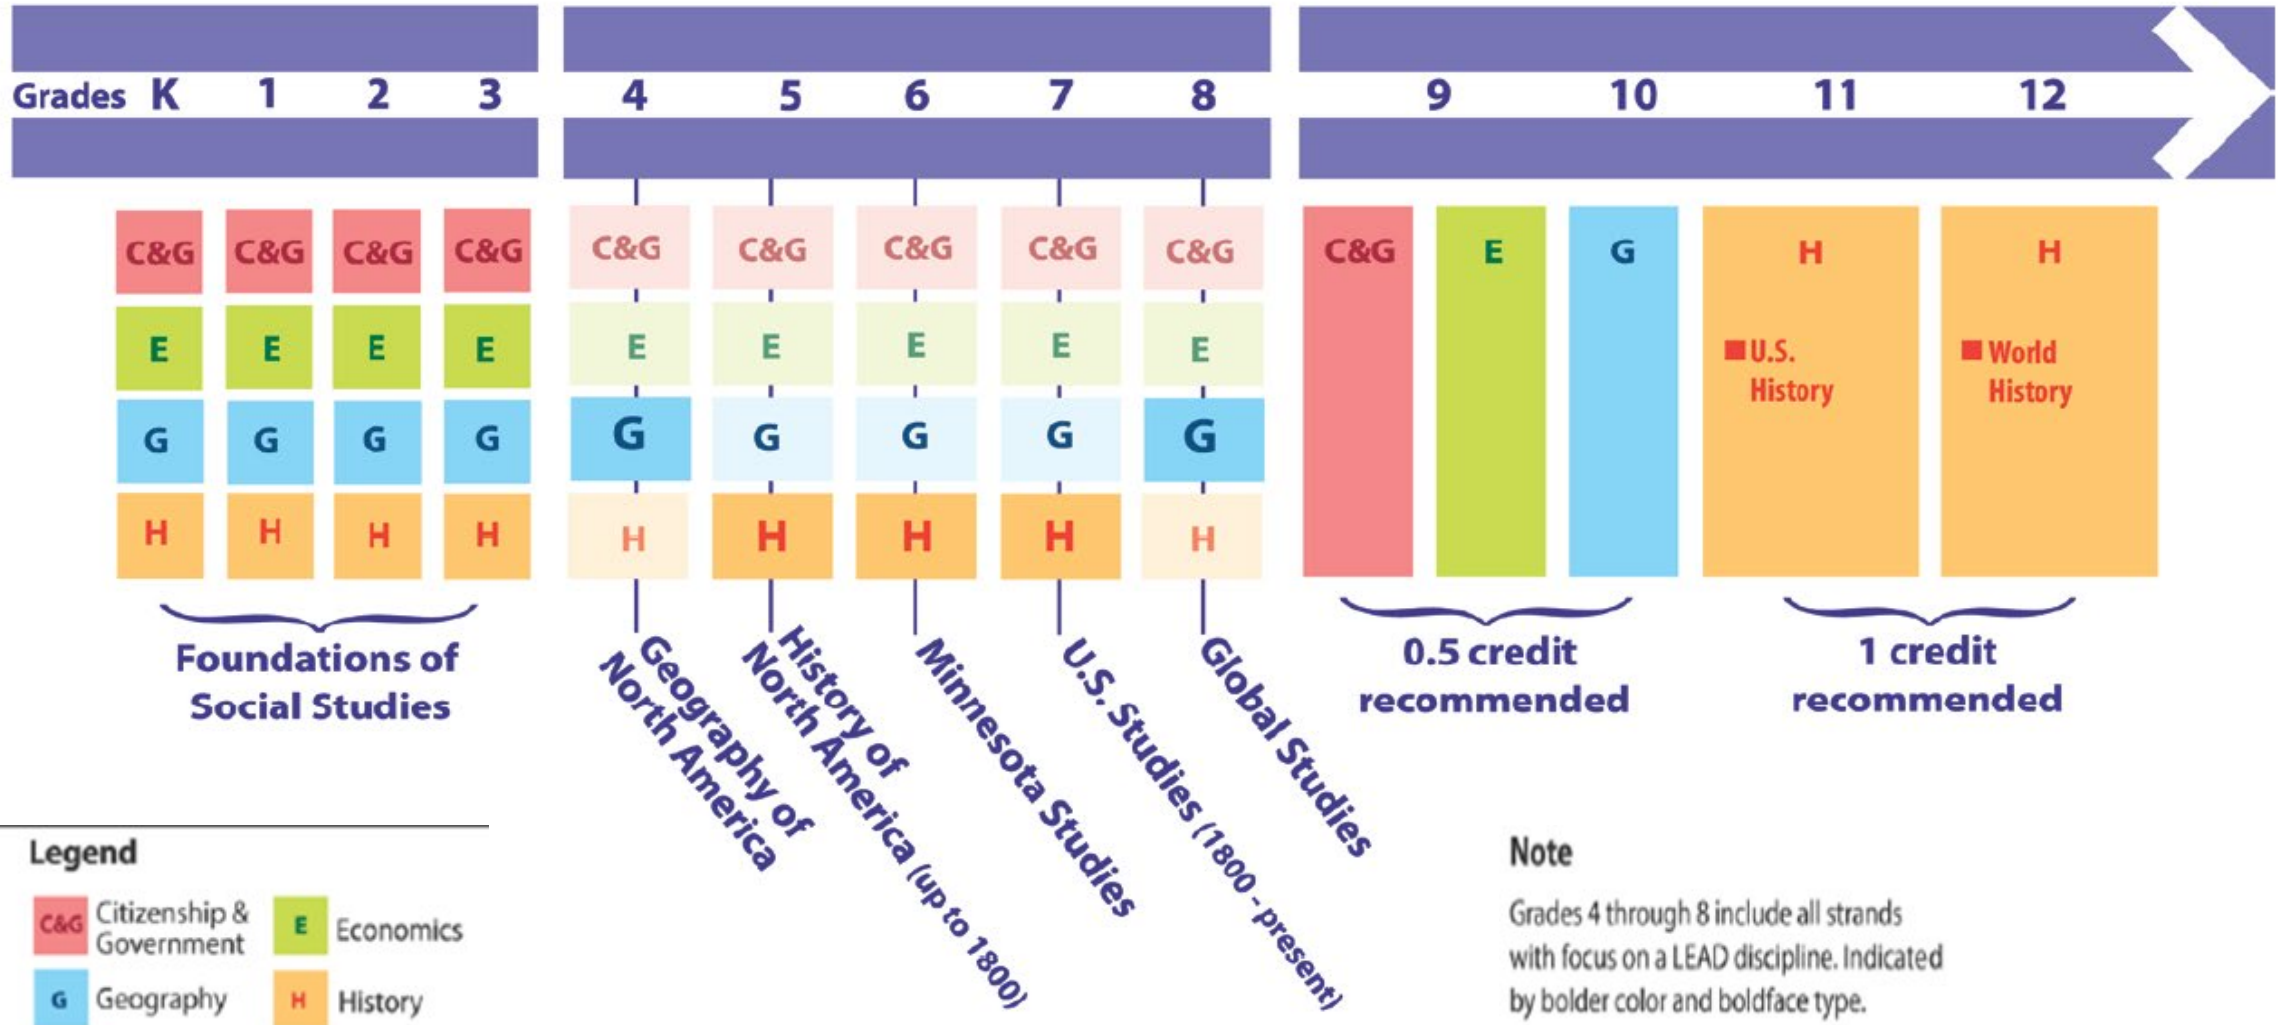 Grades K 1 2 3 4 5 6 7 8 9 10 11 12
C&G C&G C&G C&G C&G C&G C&G C&G C&G C&G E G H H
E E E E E E E E E
U.S.
History
World
History
G G G G G G G G G
H H H H H H H H H
Foundations of
Social Studies
Geography of
North America
History of
North America (up to 1800)
Minnesota Studies
U.S. Studies (1800 - present)
Global Studies
0.5 credit
recommended
1 credit
recommended
Legend
C&G Citizenship &
Government
E Economics
G Geography
H History
Note
Grades 4 through 8 include all strands
with focus on a LEAD discipline. Indicated
by bolder color and boldface type.